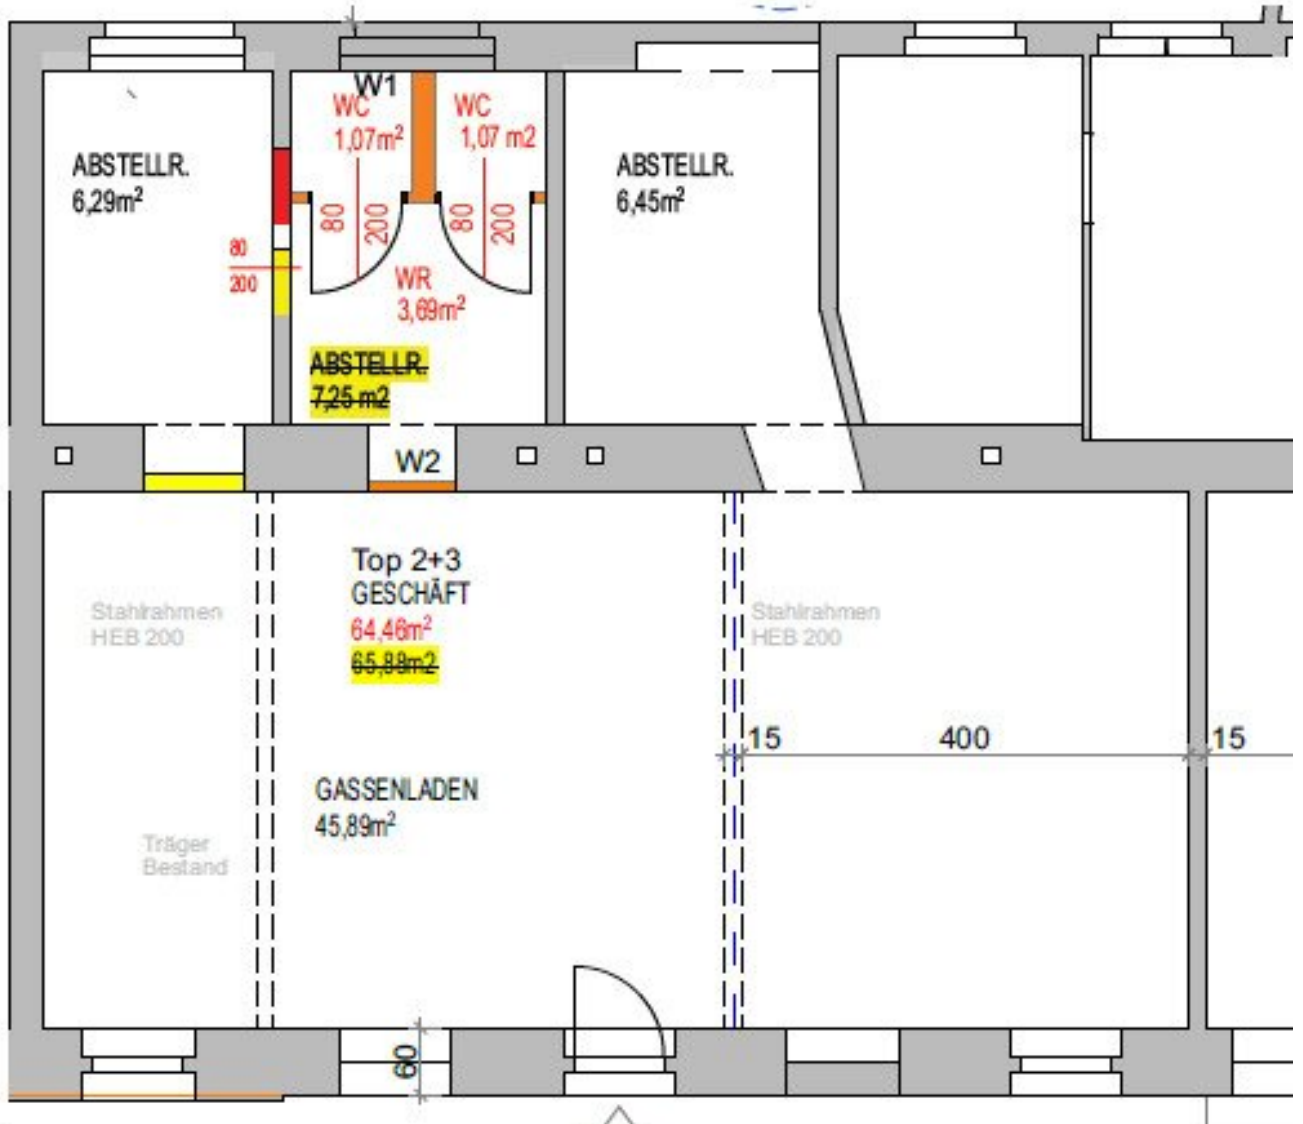 W1
WC
1,07m²
WC
1,07 m2
ABSTELLR.
6,29m²
ABSTELLR.
6,45m²
80
200
80
200
80
200
WR
3,69m²
ABSTELLR.
7,25 m2
W2
Top 2+3
GESCHÄFT
64,46m²
65,88m2
Stahlrahmen
HEB 200
Stahlrahmen
HEB 200
15
400
15
GASSENLADEN
45,89m²
Träger
Bestand
60